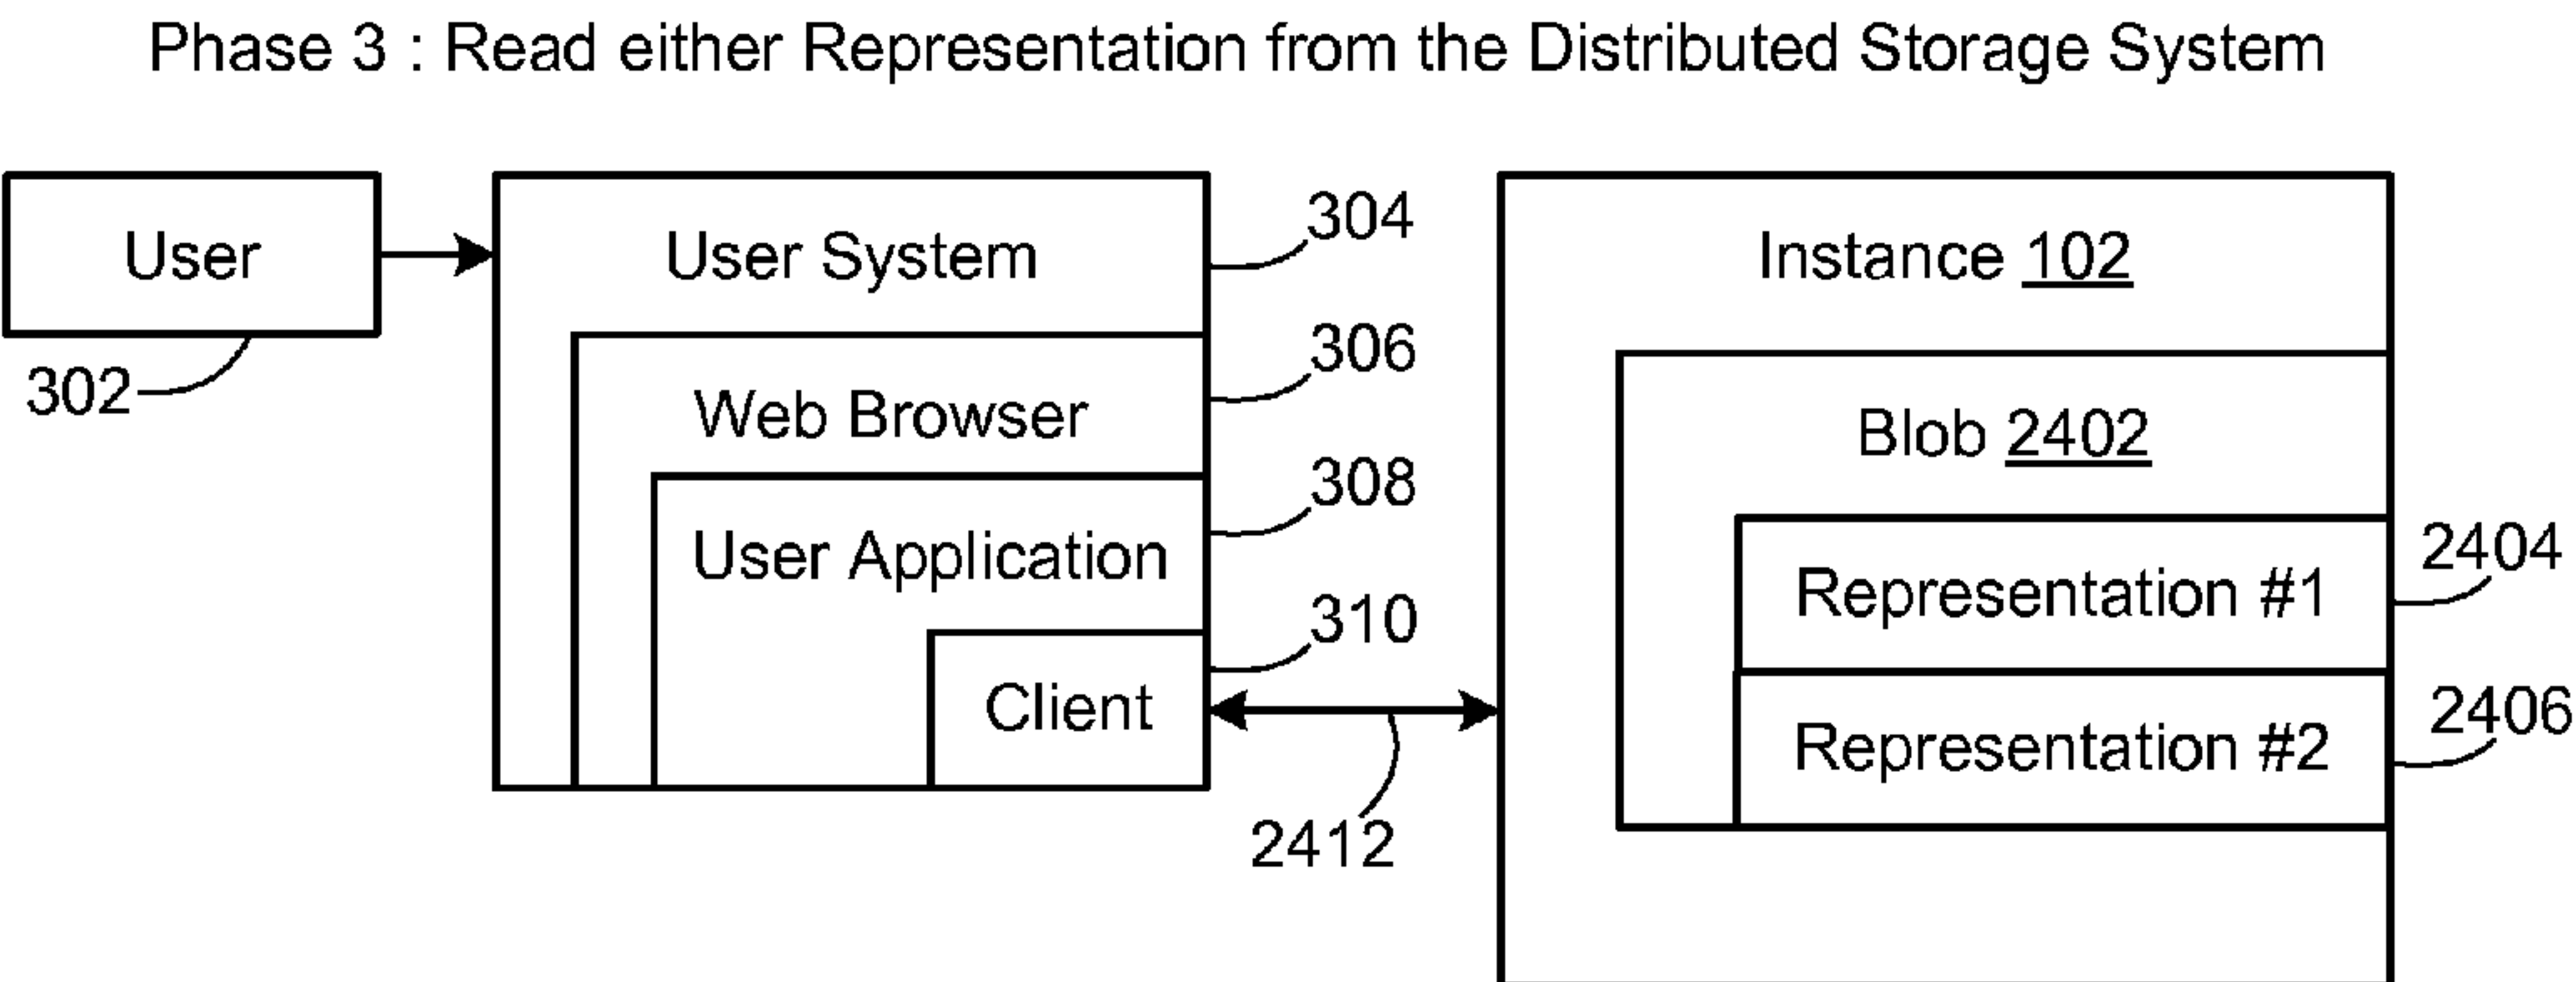 Phase 3 : Read either Representation from the Distributed Storage System
User
302
User System
304
Web Browser
306
User Application
308
Client
310
2412
Instance 102
Blob 2402
Representation #1
2404
Representation #2
2406